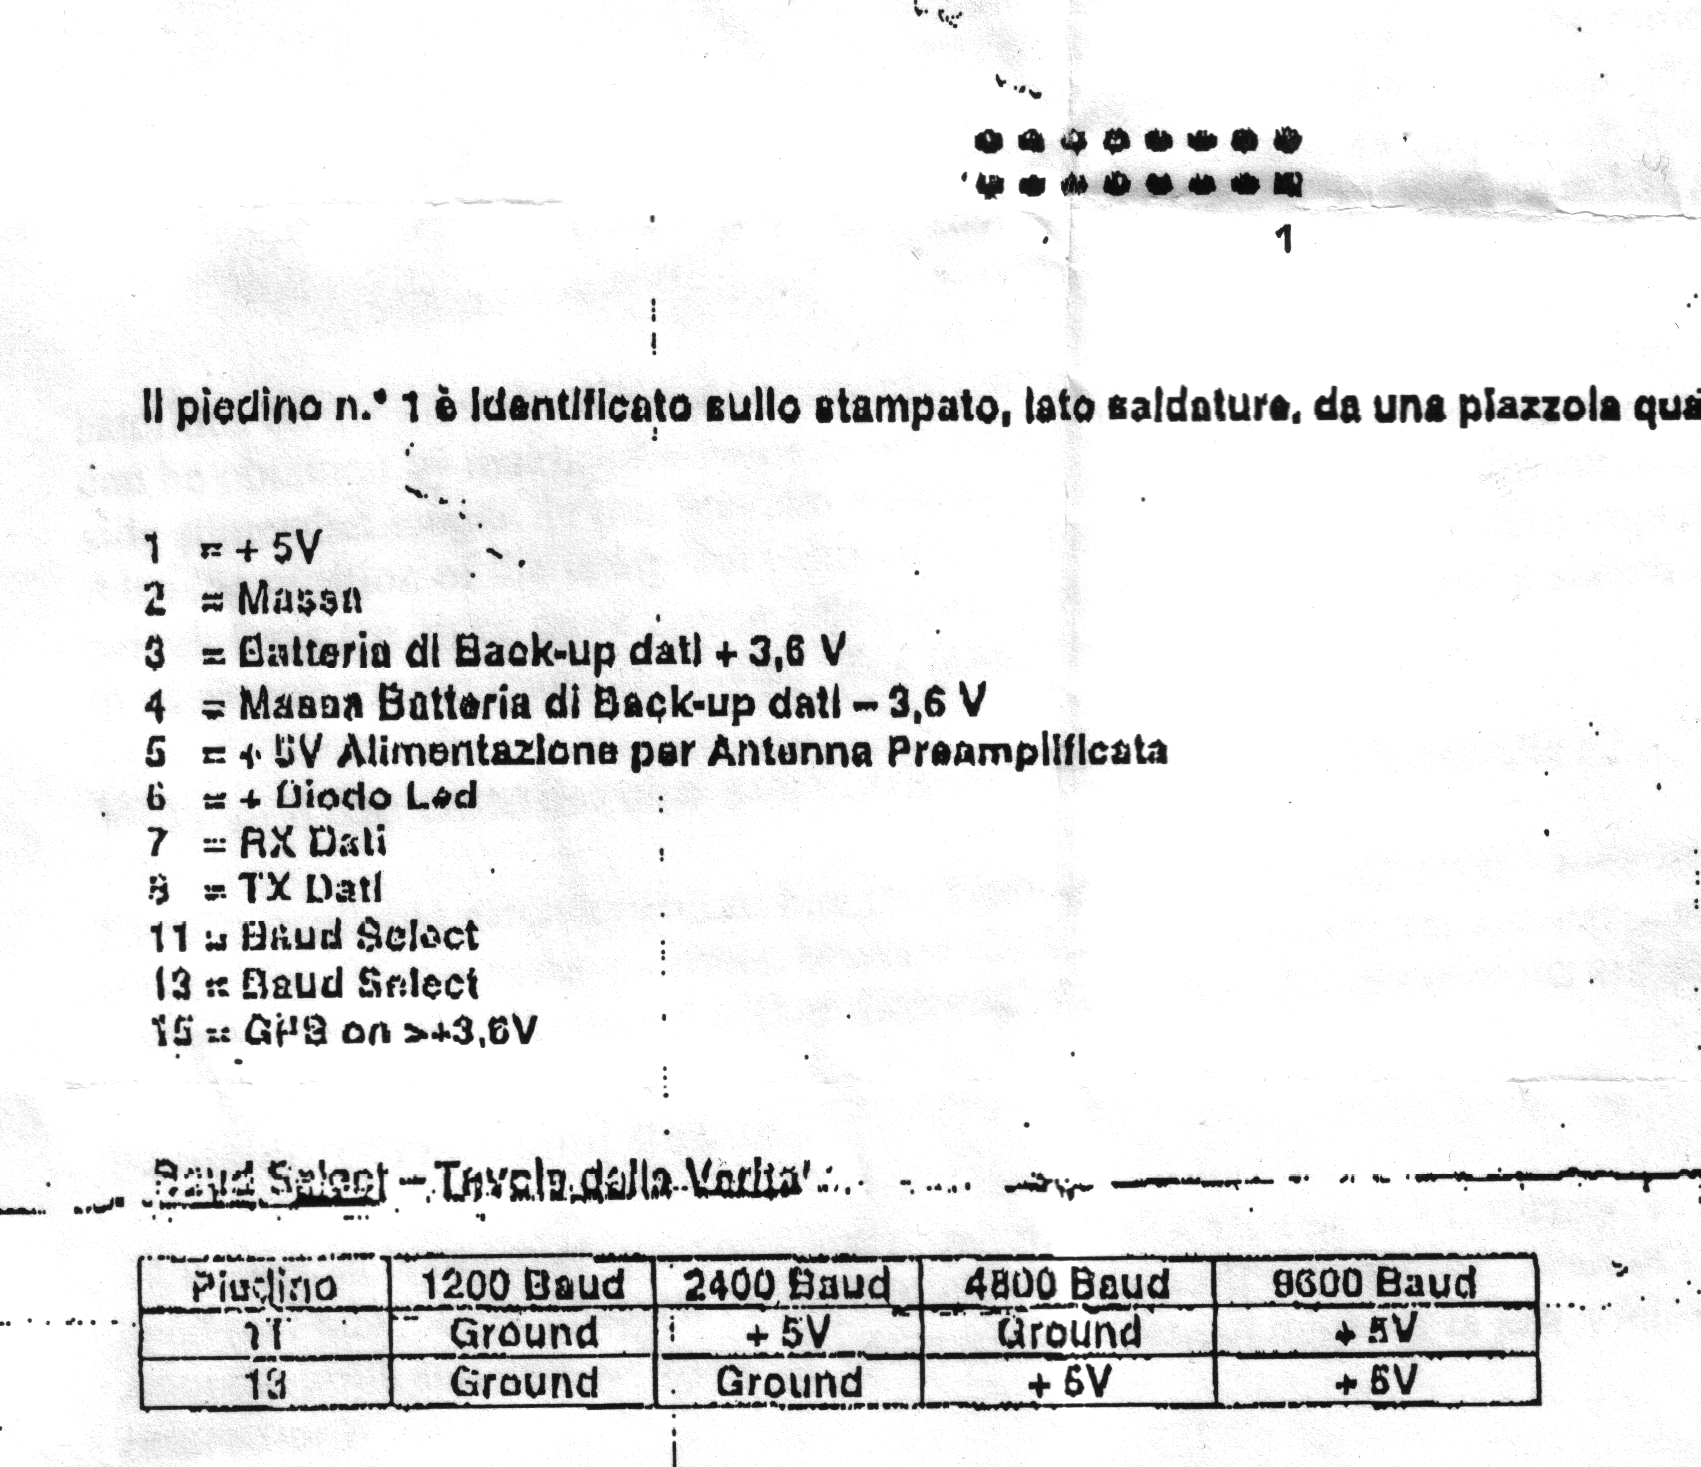 1
Il piedino n.° 1 è identificato sullo stampato, lato saldature, da una piazzola qua
1 = + 5V
2 = Massa
3 = Batteria di Back-up dati + 3,6 V
4 = Massa Batteria di Back-up dati – 3,6 V
5 = + 5V Alimentazione per Antenna Preamplificata
6 = + Diodo Led
7 = RX Dati
8 = TX Dati
11 = Baud Select
13 = Baud Select
15 = GPS on >+3,6V
Baud Select – Tavola della Verita'
Piedino 1200 Baud 2400 Baud 4800 Baud 9600 Baud
11 Ground + 5V Ground + 5V
13 Ground Ground + 5V + 5V